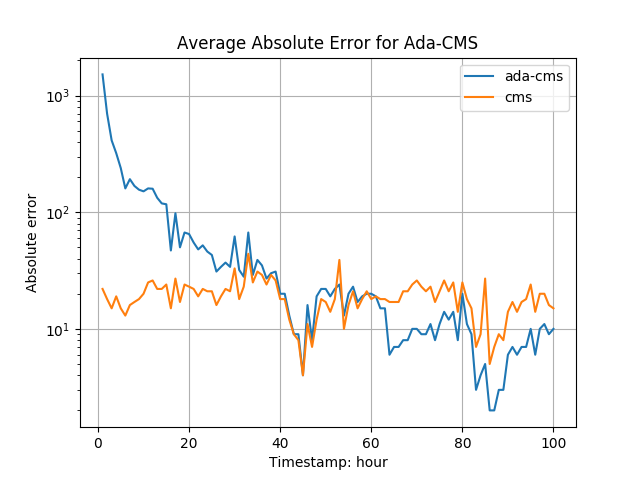 Average Absolute Error for Ada-CMS
ada-cms
cms
10³
10²
10¹
Absolute error
0 20 40 60 80 100
Timestamp: hour